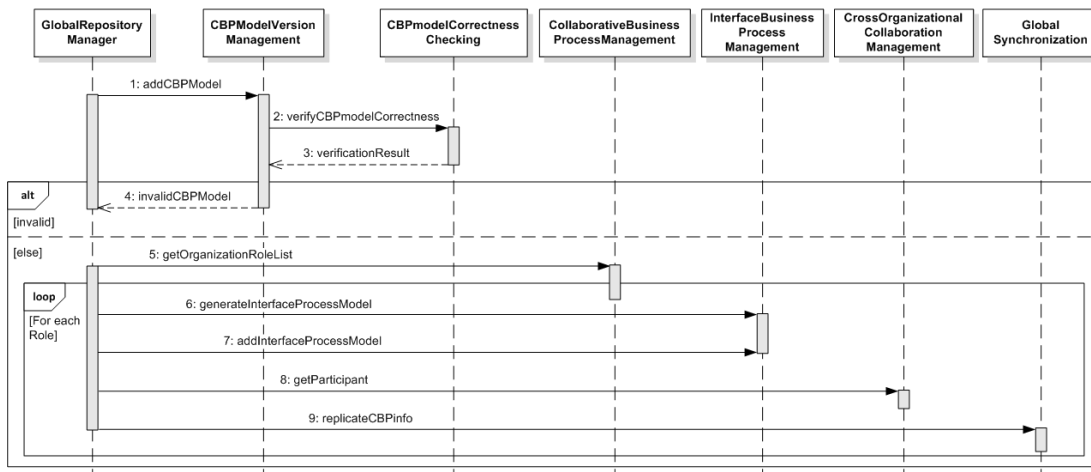 GlobalRepository
Manager
CBPModelVersion
Management
CBPmodelCorrectness
Checking
CollaborativeBusiness
ProcessManagement
InterfaceBusiness
Process
Management
CrossOrganizational
Collaboration
Management
Global
Synchronization
1: addCBPModel
2: verifyCBPmodelCorrectness
3: verificationResult
alt
4: invalidCBPModel
[invalid]
[else]
5: getOrganizationRoleList
loop
6: generateInterfaceProcessModel
[For each
Role]
7: addInterfaceProcessModel
8: getParticipant
9: replicateCBPinfo